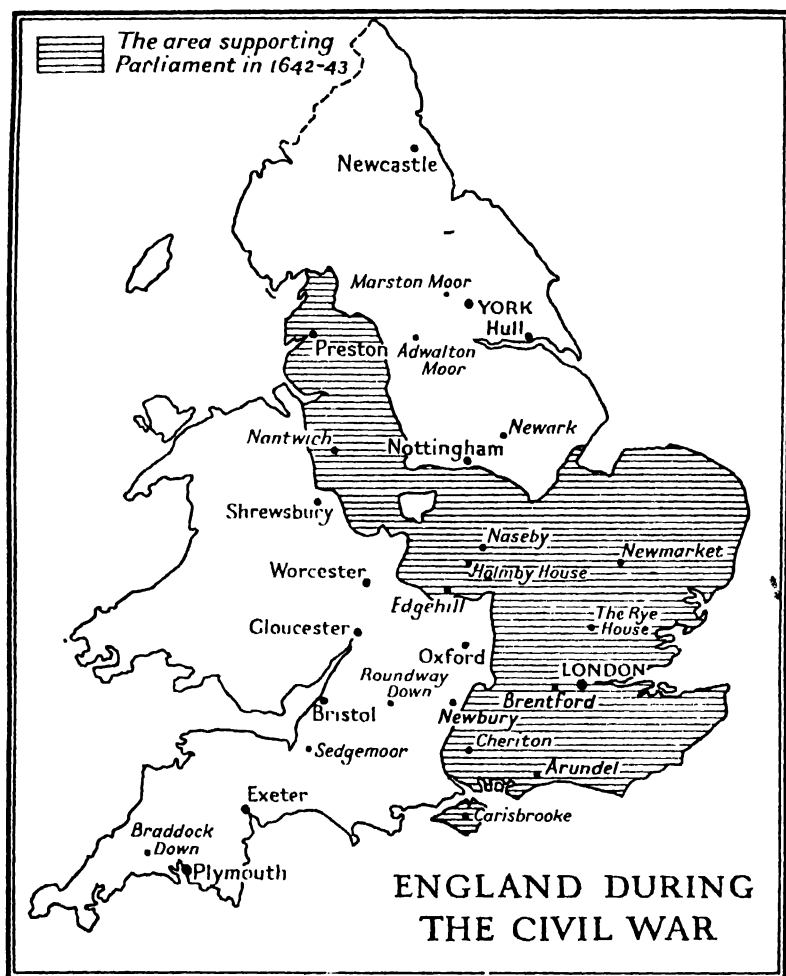 The area supporting
Parliament in 1642-43
Newcastle
Marston Moor
YORK
Hull
Preston
Adwalton
Moor
Newark
Nantwich
Nottingham
Shrewsbury
Naseby
Newmarket
Holmby House
Worcester
Edgehill
The Rye
House
Gloucester
Oxford
LONDON
Roundway
Down
Brentford
Bristol
Newbury
Sedgemoor
Cheriton
Arundel
Exeter
Carisbrooke
Braddock
Down
Plymouth
ENGLAND DURING
THE CIVIL WAR